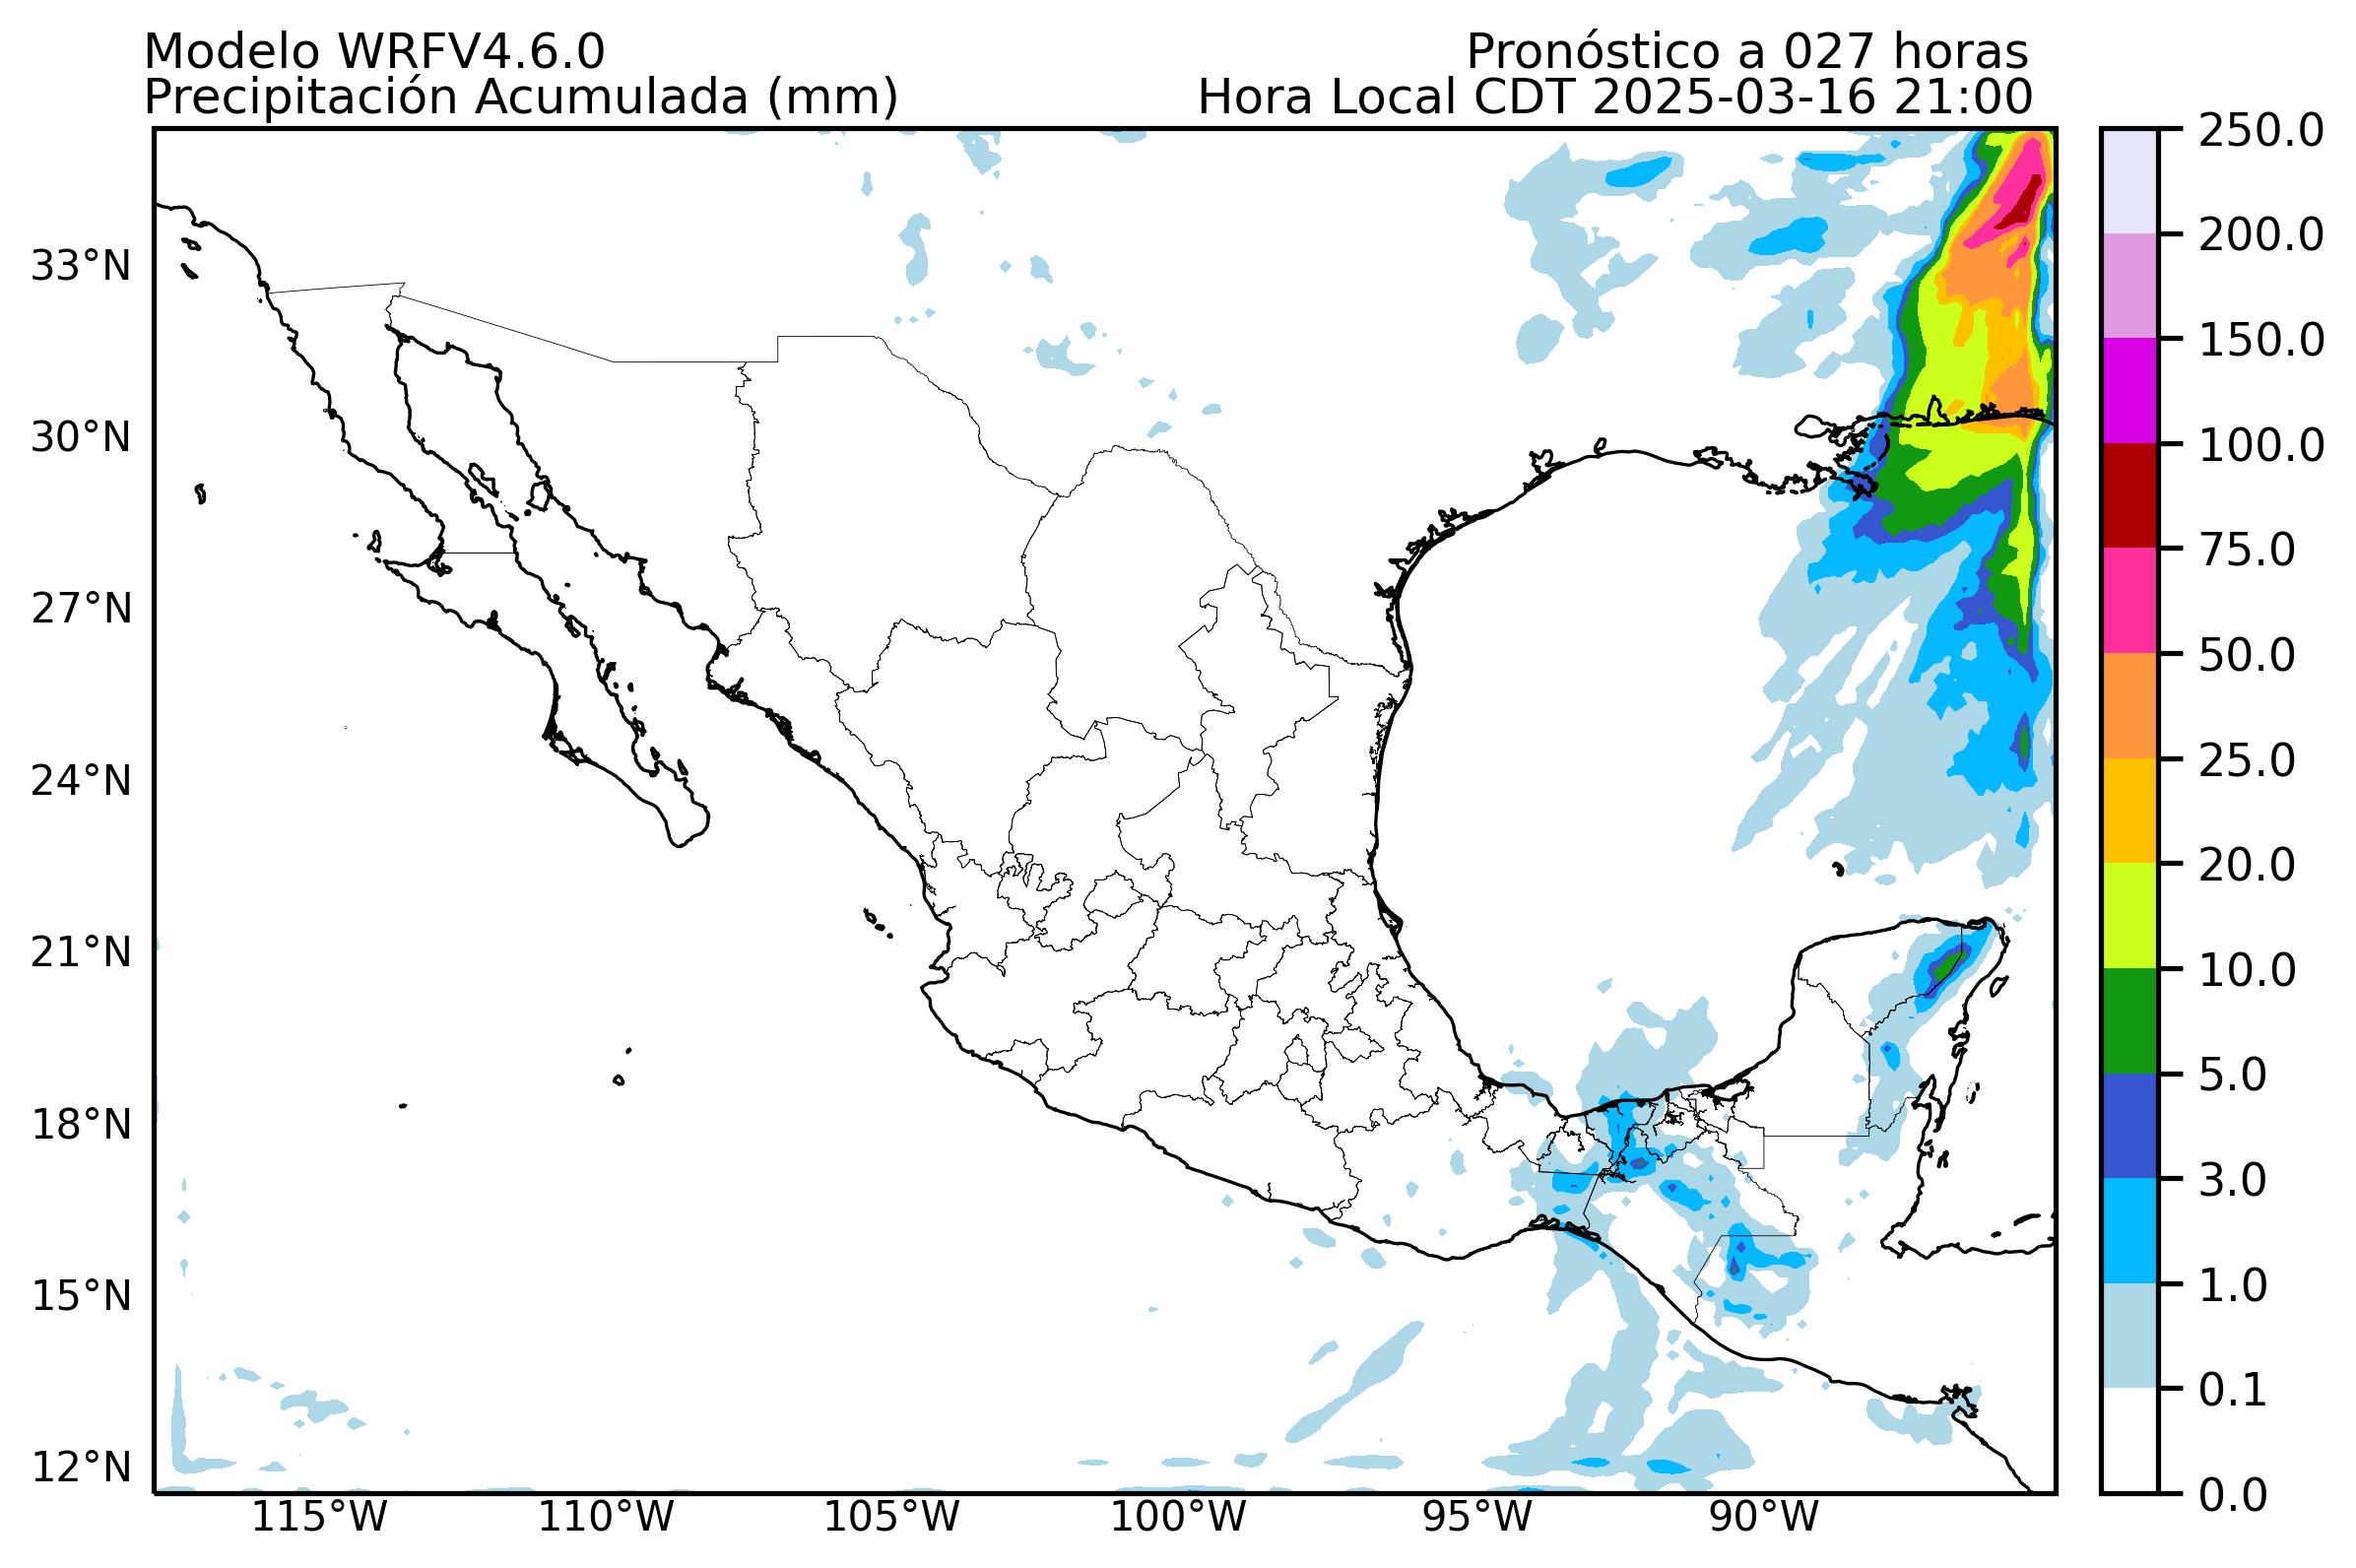 Modelo WRFV4.6.0
Pronóstico a 027 horas
Precipitación Acumulada (mm)
Hora Local CDT 2025-03-16 21:00
33°N
30°N
27°N
24°N
21°N
18°N
15°N
12°N
115°W
110°W
105°W
100°W
95°W
90°W
250.0
200.0
150.0
100.0
75.0
50.0
25.0
20.0
10.0
5.0
3.0
1.0
0.1
0.0